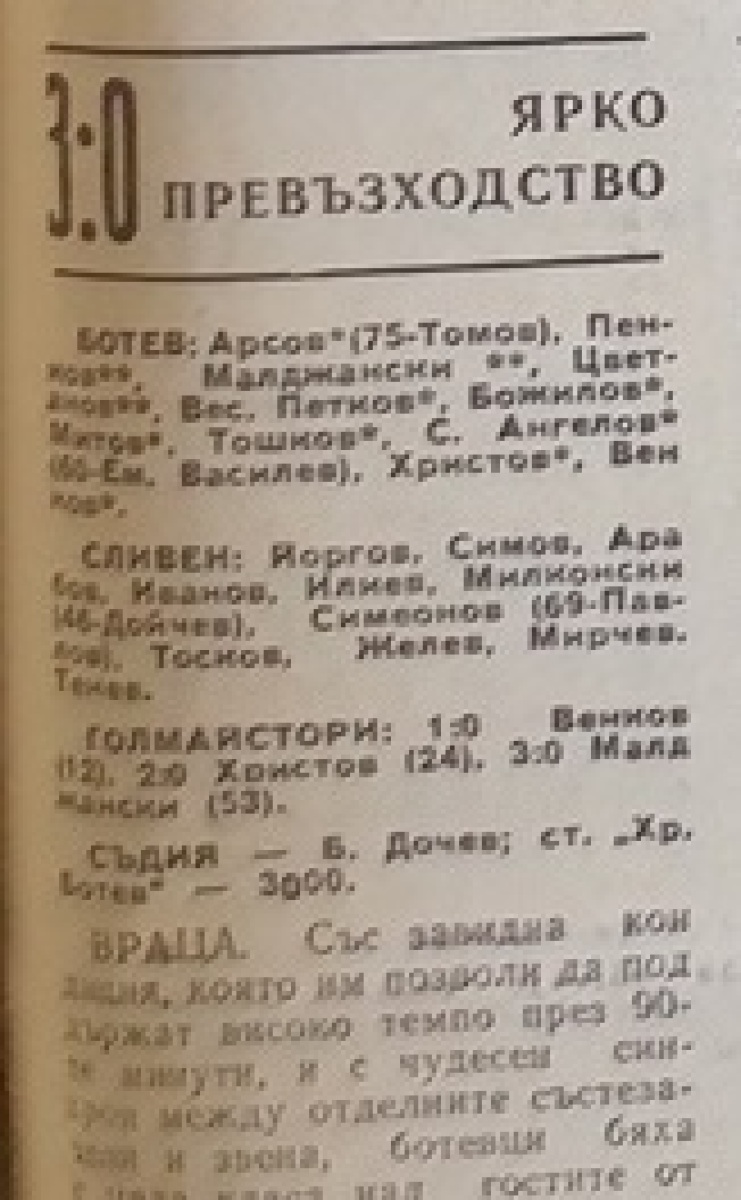 3:0
ЯРКО
ПРЕВЪЗХОДСТВО
БОТЕВ: Арсов* (75-Томов), Пен-
ков**, Малджански **, Цвет-
анов**, Вес. Петков*, Божилов*,
Митов*, Тошков*, С. Ангелов*
(60-Ем. Василев), Христов*, Вен
ков*.
СЛИВЕН: Йоргов, Симов, Ара
бов, Иванов, Илиев, Милконски
(46-Дойчев), Симеонов (69-Пав-
лов), Тосков, Желев, Мирчев,
Тенев.
ГОЛМАЙСТОРИ: 1:0 Венков
(12), 2:0 Христов (24), 3:0 Малд
жански (53).
СЪДИЯ — Б. Дочев; ст. „Хр.
Ботев" — 3000.
ВРАЦА. Със завидна кон
диция, която им позволи да под
държат високо темпо през 90-
те минути, и с чудесен син-
хрон между отделните състеза-
тели и звена, ботевци бяха
класа над гостите от